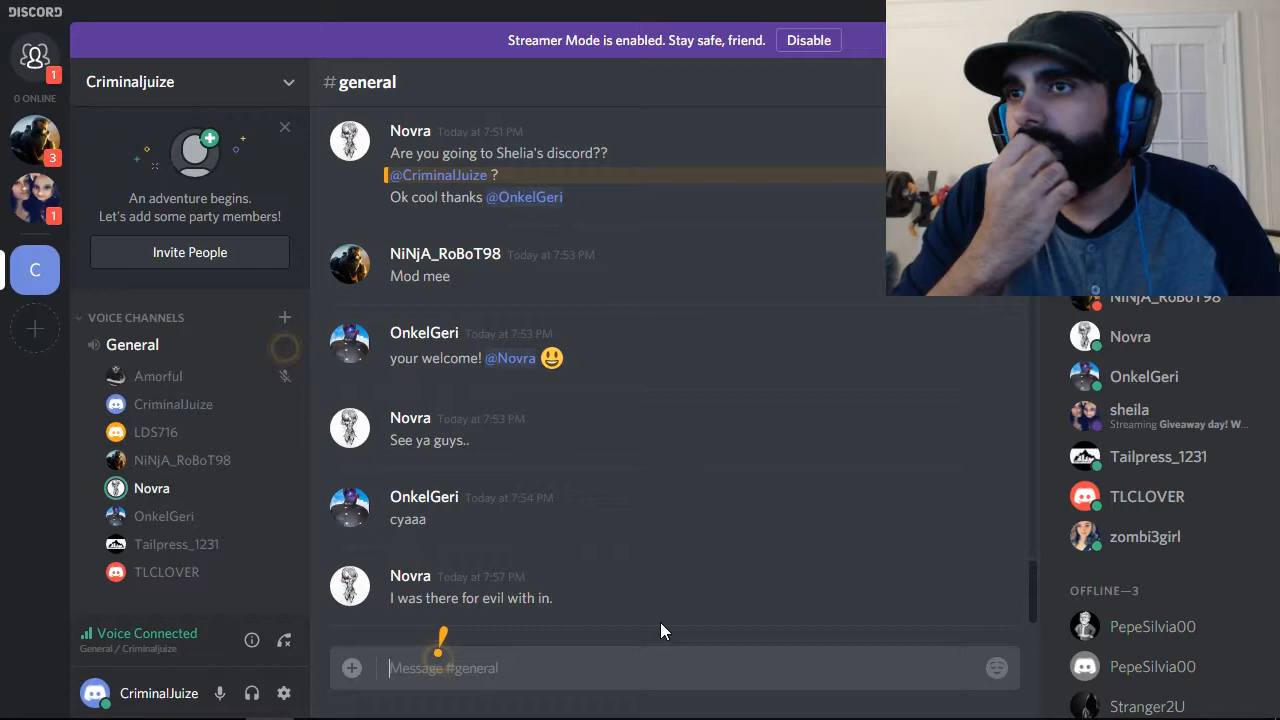 DISCORD
Streamer Mode is enabled. Stay safe, friend.
Disable
1
0 ONLINE
3
1
C
Criminaljuize
An adventure begins.
Let's add some party members!
Invite People
VOICE CHANNELS
General
Amorful
CriminalJuize
LDS716
NiNjA_RoBoT98
Novra
OnkelGeri
Tailpress_1231
TLCLOVER
Voice Connected
General / Criminaljuize
CriminalJuize
# general
Novra Today at 7:51 PM
Are you going to Shelia's discord??
@CriminalJuize ?
Ok cool thanks @OnkelGeri
NiNjA_RoBoT98 Today at 7:53 PM
Mod mee
OnkelGeri Today at 7:53 PM
your welcome! @Novra
Novra Today at 7:53 PM
See ya guys..
OnkelGeri Today at 7:54 PM
cyaaa
Novra Today at 7:57 PM
I was there for evil with in.
Message #general
NiNjA_RoBoT98
Novra
OnkelGeri
sheila
Streaming Giveaway day! W...
Tailpress_1231
TLCLOVER
zombi3girl
OFFLINE—3
PepeSilvia00
PepeSilvia00
Stranger2U